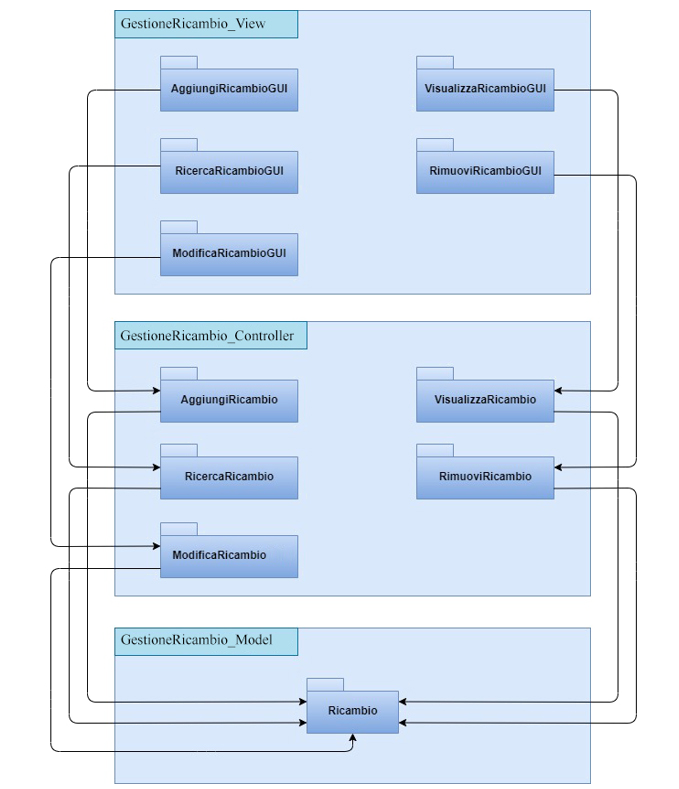 GestioneRicambio_View
AggiungiRicambioGUI
VisualizzaRicambioGUI
RicercaRicambioGUI
RimuoviRicambioGUI
ModificaRicambioGUI
GestioneRicambio_Controller
AggiungiRicambio
VisualizzaRicambio
RicercaRicambio
RimuoviRicambio
ModificaRicambio
GestioneRicambio_Model
Ricambio